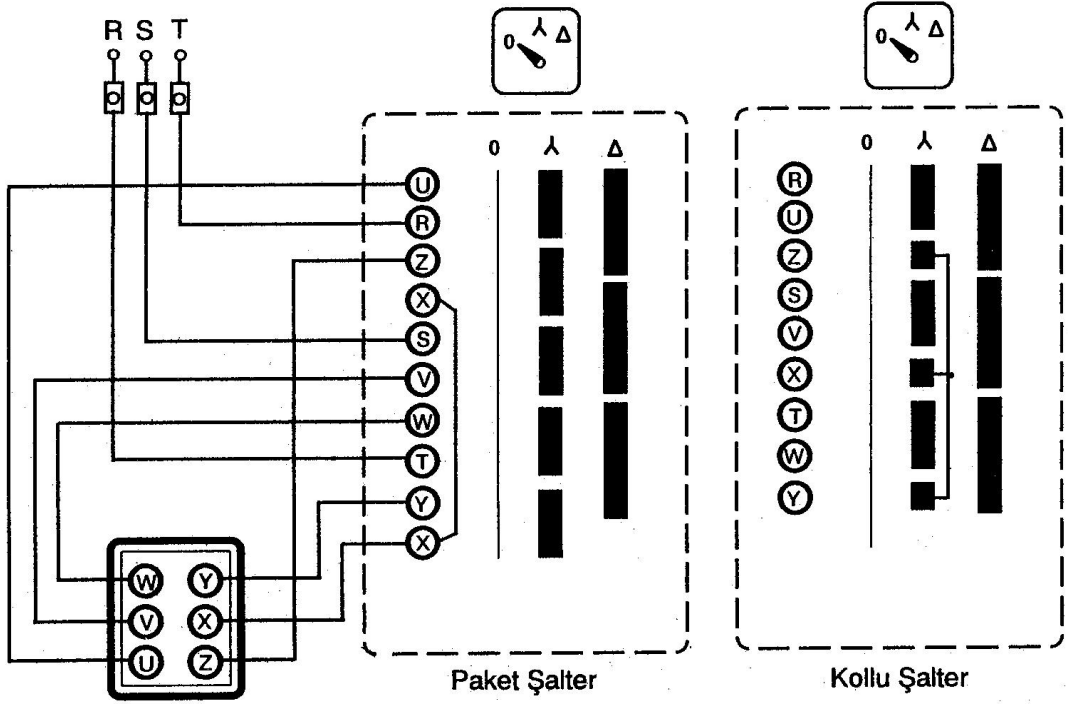 R S T
0 ⅄ Δ
0 ⅄ Δ
0 ⅄ Δ
U
R
Z
X
S
V
W
T
Y
X
0 ⅄ Δ
R
U
Z
S
V
X
T
W
Y
W Y
V X
U Z
Paket Şalter
Kollu Şalter